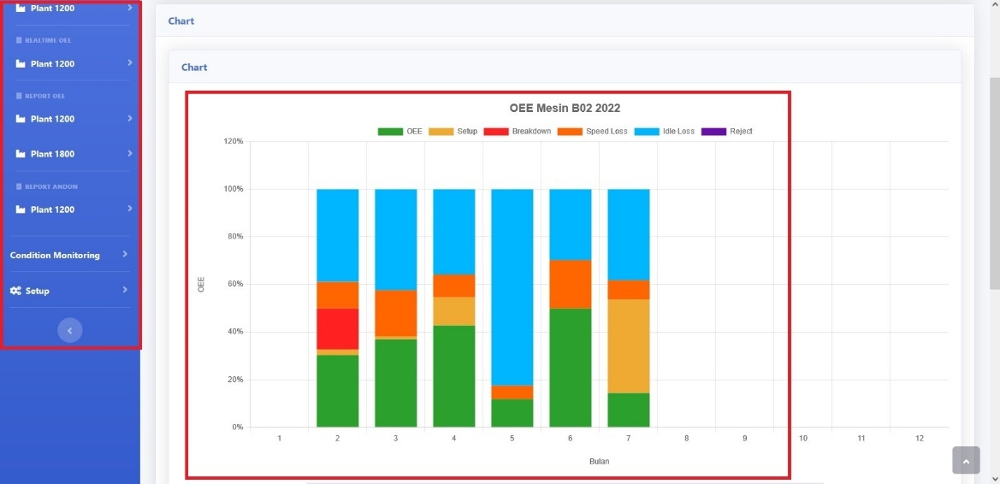 Plant 1200
REALTIME OEE
Plant 1200
REPORT OEE
Plant 1200
Plant 1800
REPORT ANDON
Plant 1200
Condition Monitoring
Setup
Chart
Chart
OEE Mesin B02 2022
OEE Setup Breakdown Speed Loss Idle Loss Reject
120%
100%
80%
60%
40%
20%
0%
OEE
1 2 3 4 5 6 7 8 9 10 11 12
Bulan